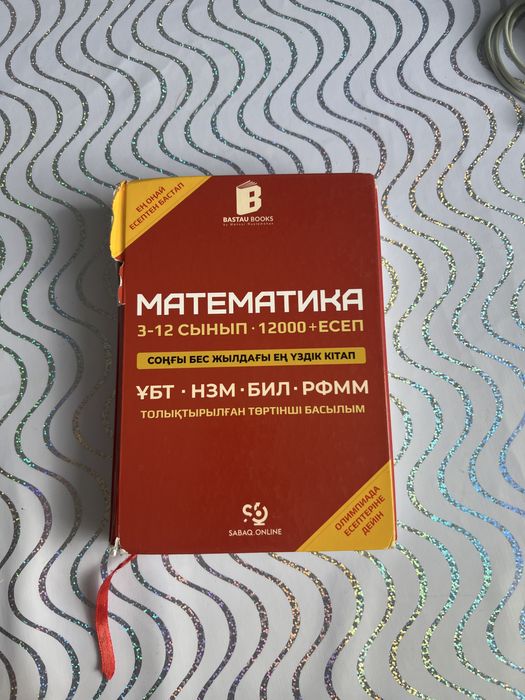 ЕҢ ОҢАЙ
ЕСЕПТЕН БАСТАП
B
BASTAU BOOKS
МАТЕМАТИКА
3-12 СЫНЫП · 12000+ЕСЕП
СОҢҒЫ БЕС ЖЫЛДАҒЫ ЕҢ ҮЗДІК КІТАП
ҰБТ · НЗМ · БИЛ · РФММ
ТОЛЫҚТЫРЫЛҒАН ТӨРТІНШІ БАСЫЛЫМ
SABAQ.ONLINE
ОЛИМПИАДА
ЕСЕПТЕРІНЕ
ДЕЙІН